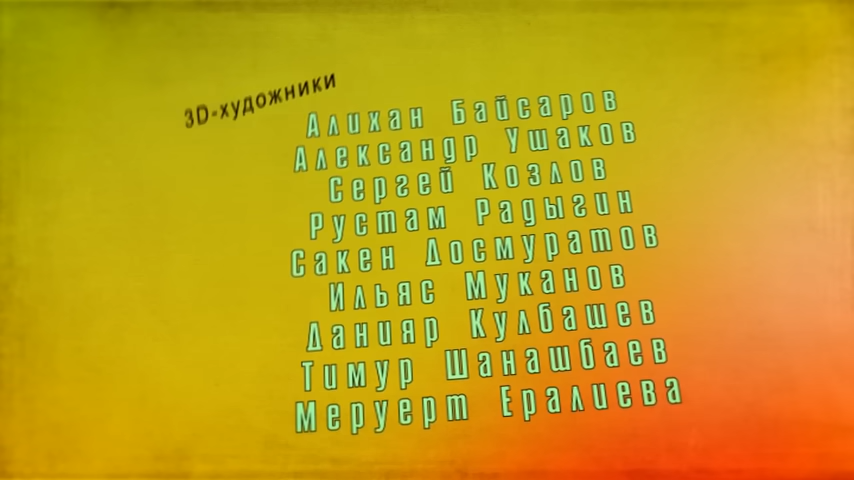 3D-художники
Алихан Байсаров
Александр Ушаков
Сергей Козлов
Рустам Радыгин
Сакен Досмуратов
Ильяс Муканов
Данияр Кулбашев
Тимур Шанашбаев
Меруерт Ералиева